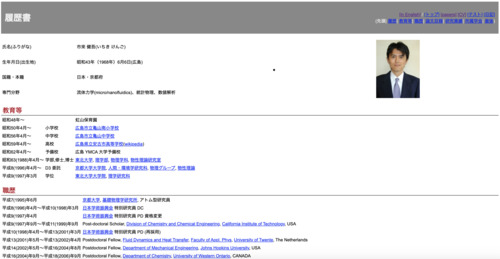 履歴書
[in English] [トップ]
(先頭) 履歴
氏名(ふりがな) 市来 健吾(いちき けんご)
生年月日(出生地) 昭和43年（1968年）6月6日(広島)
国籍・本籍 日本・京都府
専門分野 流体力学(micro/nanofluidics)、統計物理、数値解析
教育等
昭和48年〜 虹山保育園
昭和50年4月〜 小学校 広島市立亀山南小学校
昭和56年4月〜 中学校 広島市立亀山中学校
昭和59年4月〜 高校 広島県立安古市高等学校(wikipedia)
昭和62年4月〜 予備校 広島 YMCA 大学予備校
昭和63(1988)年4月〜 学部,修士,博士 東北大学, 理学部, 物理学科, 物性理論研究室
平成8(1996)年4月〜 D3 委託 京都大学大学院, 人間・環境学研究科, 物理グループ, 物性理論
平成9(1997)年3月 学位 東北大学大学院, 理学研究科
職歴
平成7(1995)年6月 京都大学, 基礎物理学研究所, アトム型研究員
平成8(1996)年4月〜平成10(1998)年3月 日本学術振興会 特別研究員 DC
平成9(1997)年4月 日本学術振興会 特別研究員 PD 資格変更
平成9(1997)年9月〜平成11(1999)年8月 Post-doctoral Scholar, Division of Chemistry and Chemical Engineering, California Institute of Technology, USA
平成10(1998)年4月〜平成13(2001)年3月 日本学術振興会 特別研究員 PD (再採用)
平成13(2001)年5月〜平成14(2002)年4月 Postdoctoral Fellow, Fluid Dynamics and Heat Transfer, Faculty of Appl. Phys., University of Twente, The Netherlands
平成14(2002)年5月〜平成16(2004)年8月 Postdoctoral Fellow, Department of Mechanical Engineering, Johns Hopkins University, USA
平成16(2004)年9月〜平成18(2006)年8月 Postdoctoral Fellow, Department of Chemistry, University of Western Ontario, CANADA